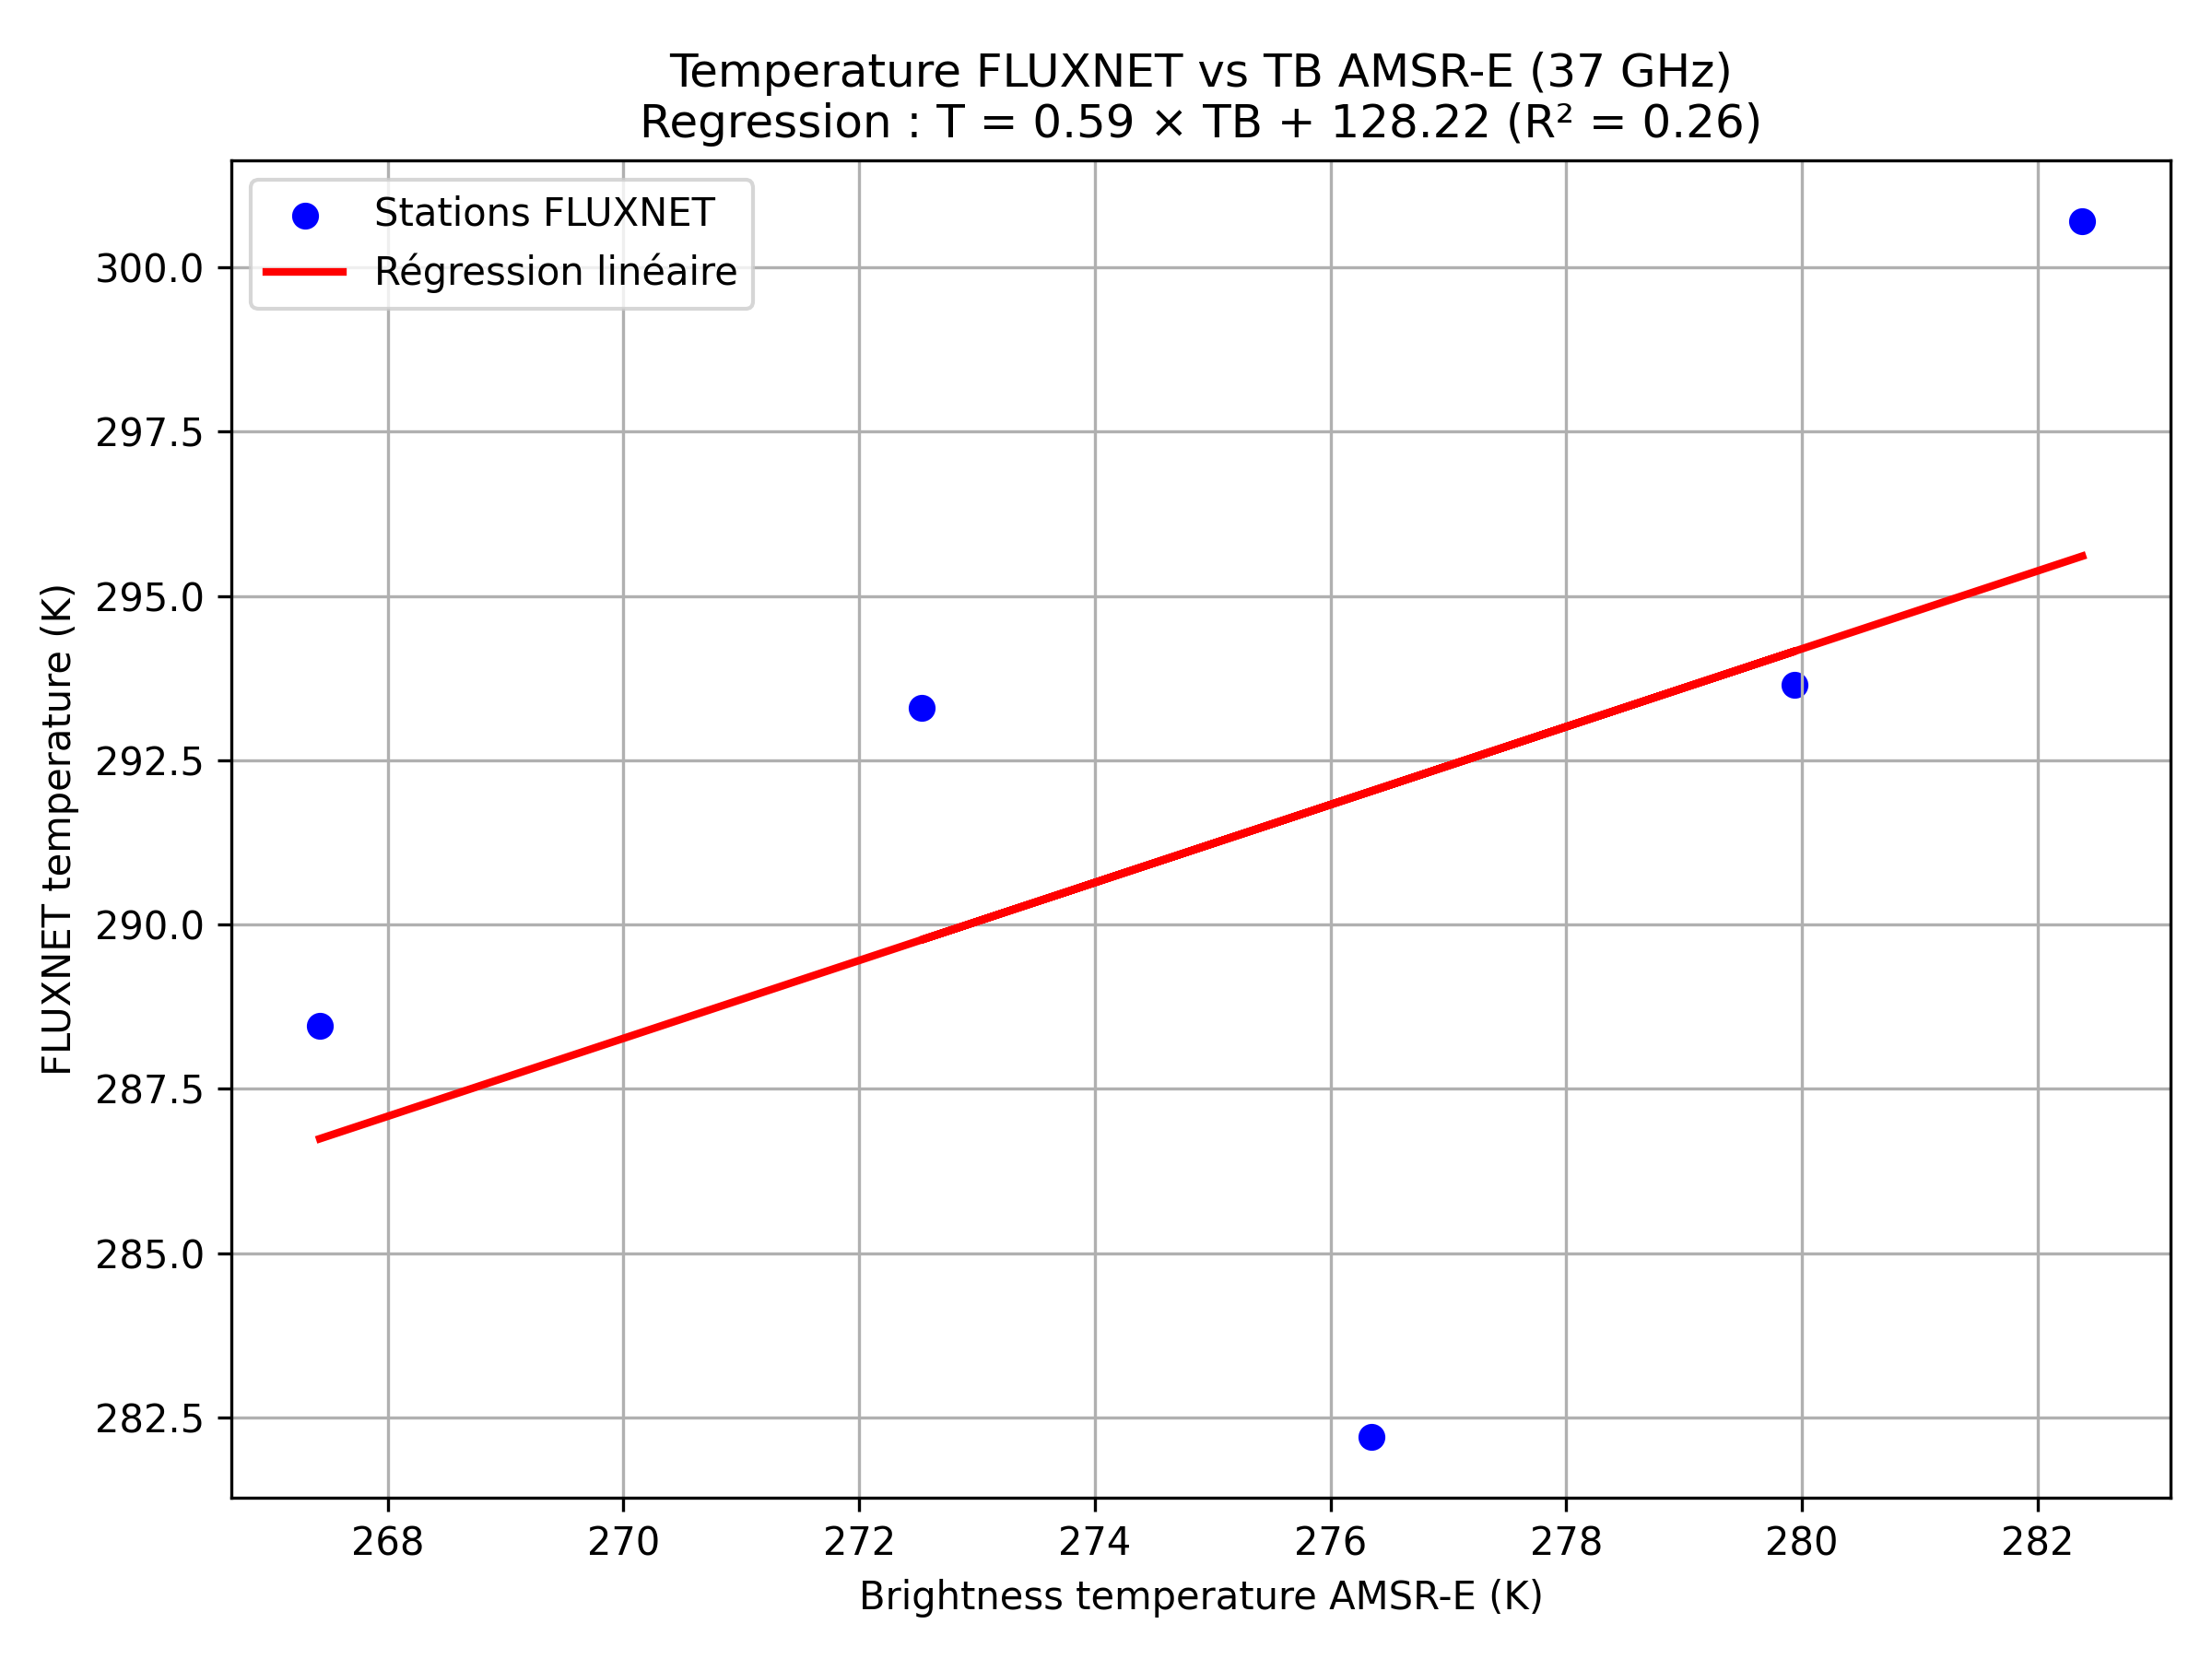 Temperature FLUXNET vs TB AMSR-E (37 GHz)
Regression : T = 0.59 × TB + 128.22 (R² = 0.26)
Stations FLUXNET
Régression linéaire
FLUXNET temperature (K)
300.0
297.5
295.0
292.5
290.0
287.5
285.0
282.5
268 270 272 274 276 278 280 282
Brightness temperature AMSR-E (K)